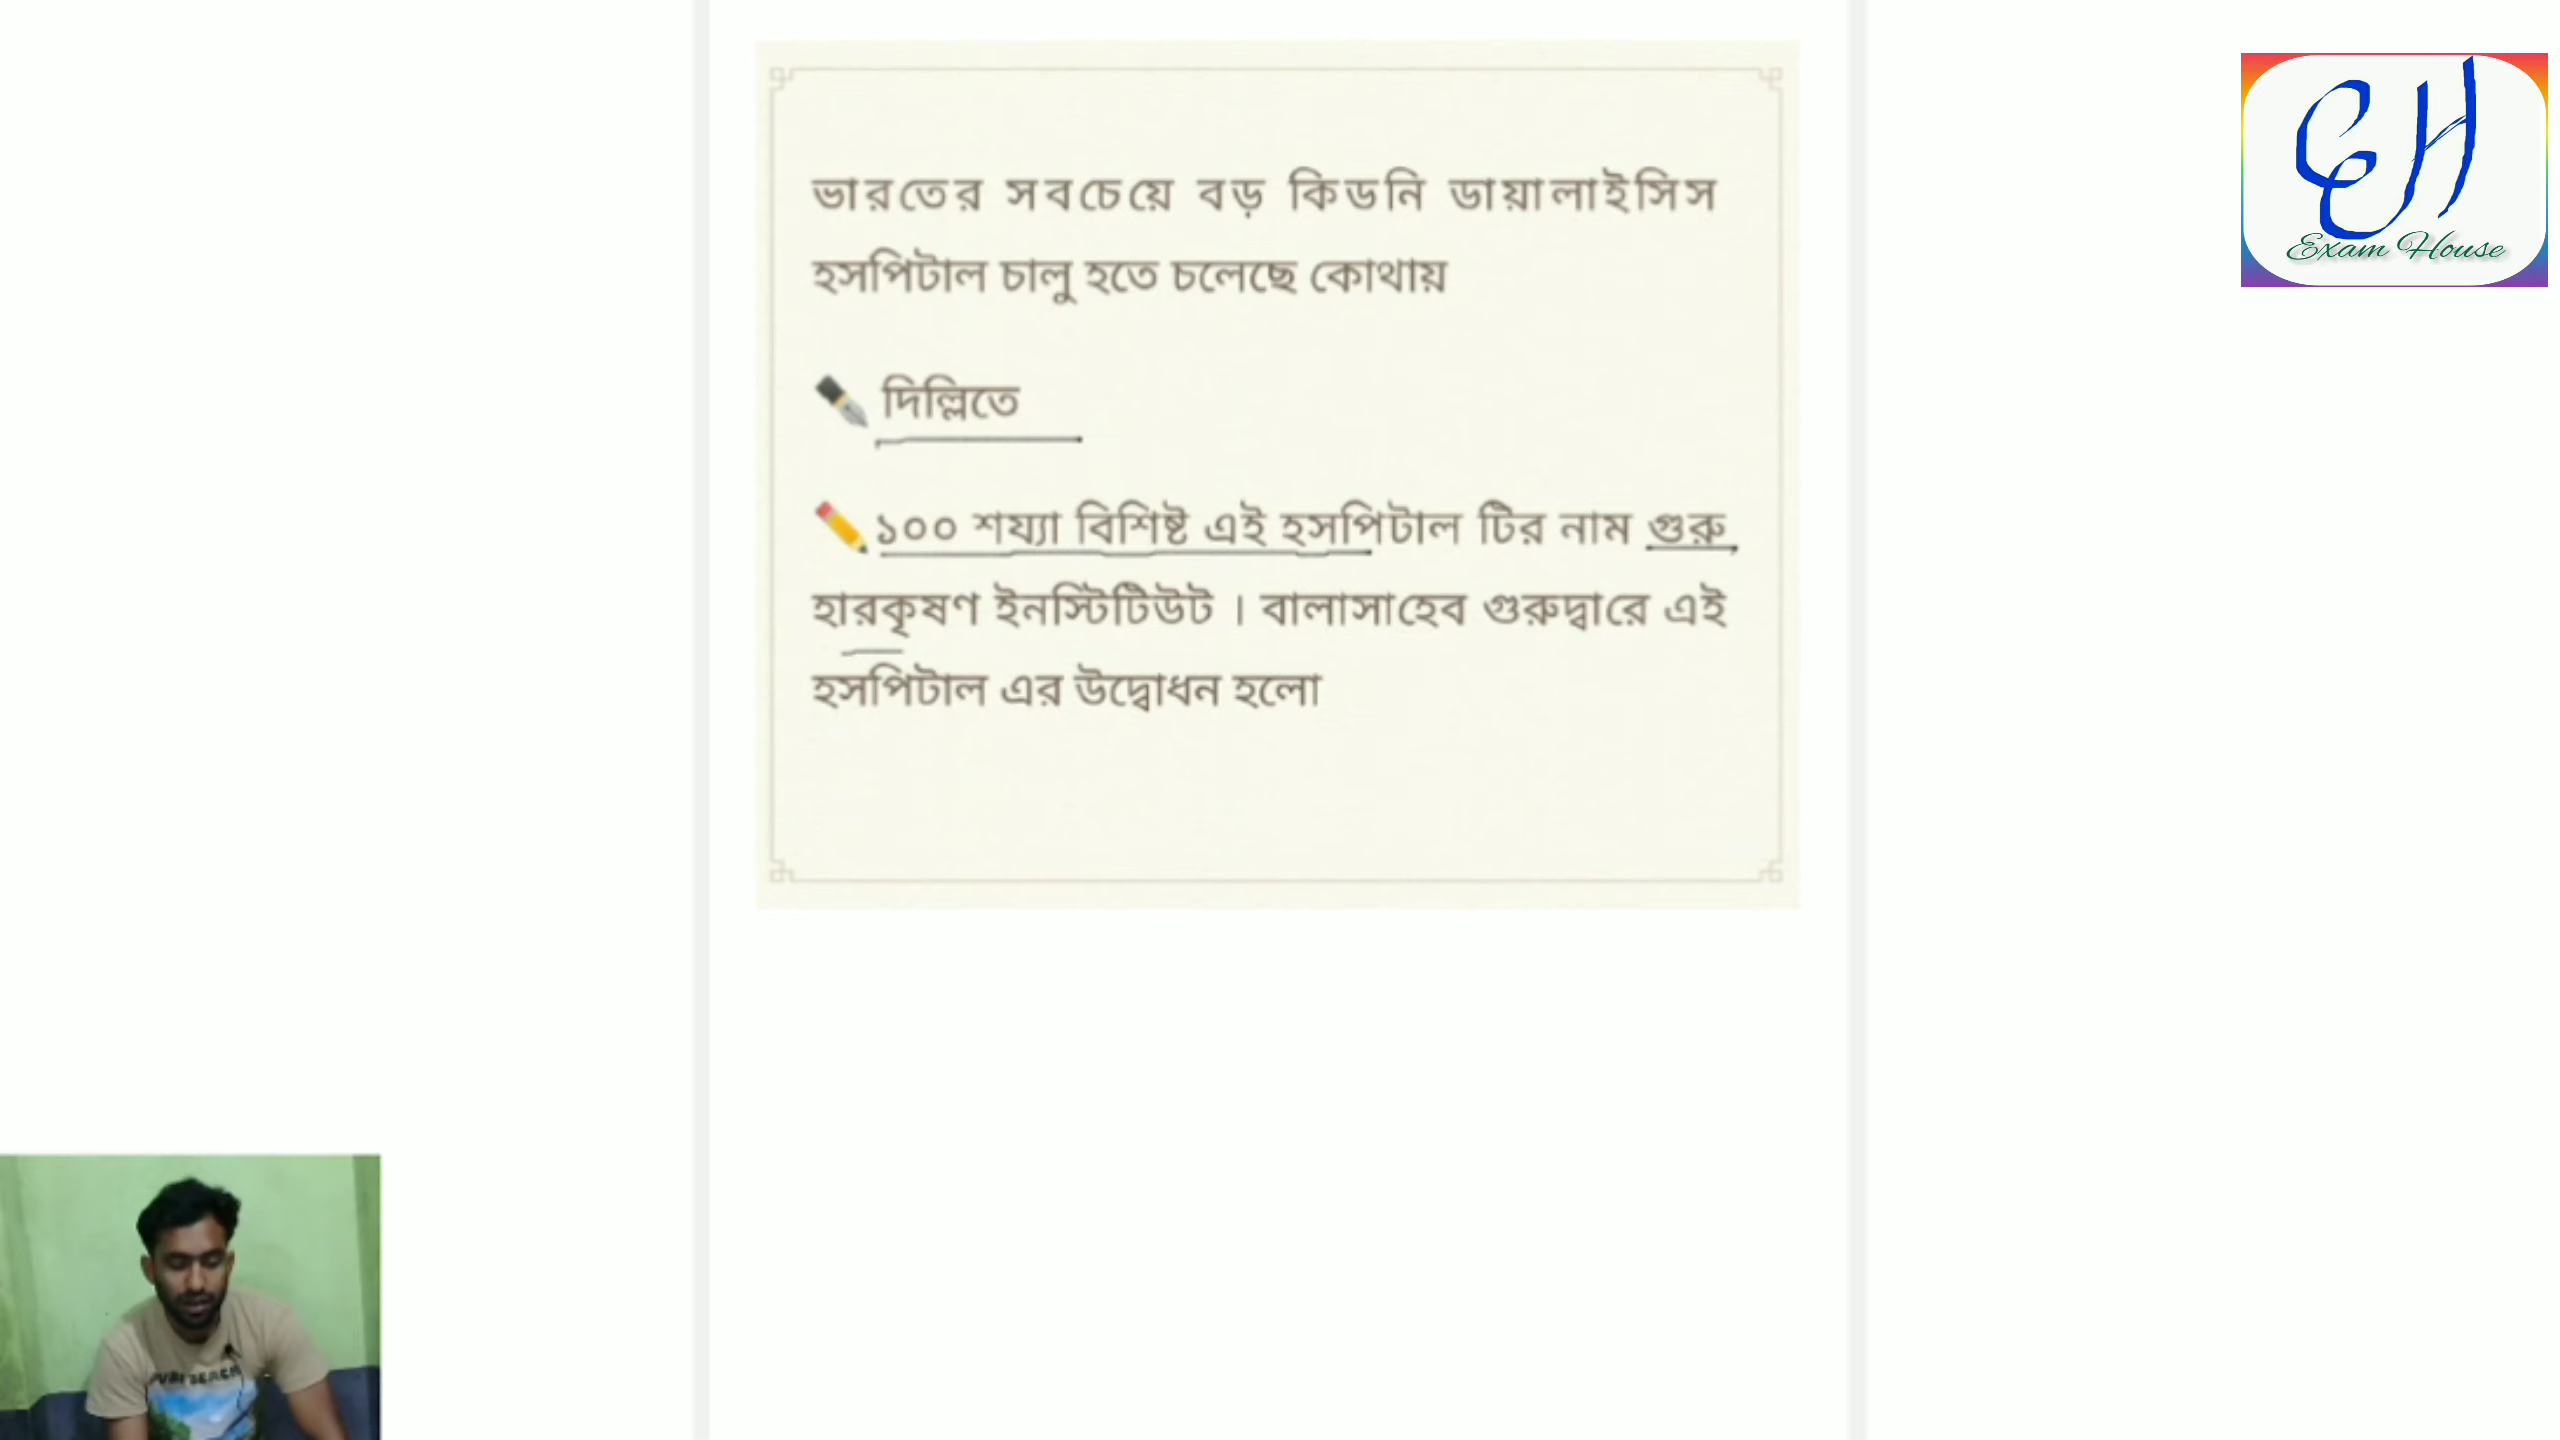 ভারতের সবচেয়ে বড় কিডনি ডায়ালাইসিস
হসপিটাল চালু হতে চলেছে কোথায়
দিল্লিতে
১০০ শয্যা বিশিষ্ট এই হসপিটাল টির নাম গুরু
হারকৃষণ ইনস্টিটিউট । বালাসাহেব গুরুদ্বারে এই
হসপিটাল এর উদ্বোধন হলো
EH
Exam House